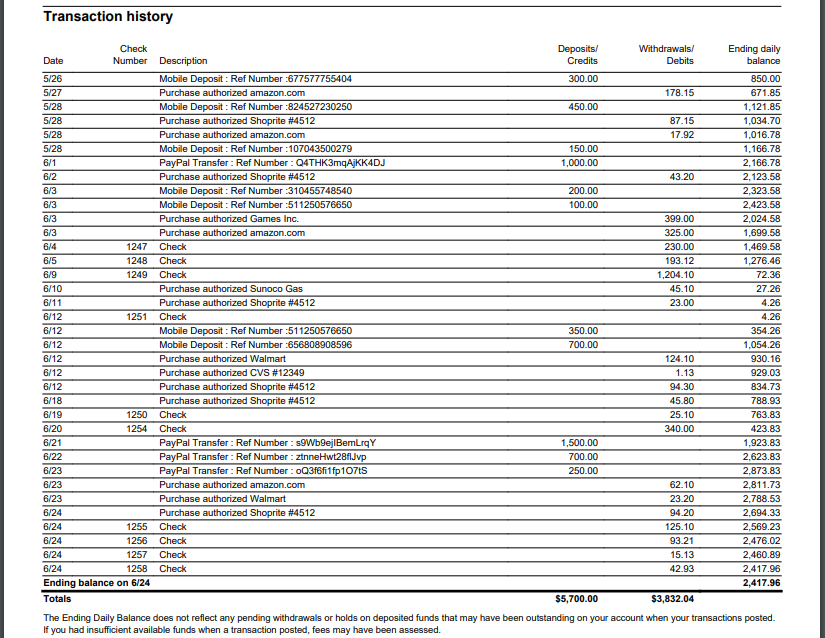 Transaction history
Check Deposits/ Withdrawals/ Ending daily
Date Number Description Credits Debits balance
5/26 Mobile Deposit : Ref Number :677577755404 300.00 850.00
5/27 Purchase authorized amazon.com 178.15 671.85
5/28 Mobile Deposit : Ref Number :824527230250 450.00 1,121.85
5/28 Purchase authorized Shoprite #4512 87.15 1,034.70
5/28 Purchase authorized amazon.com 17.92 1,016.78
5/28 Mobile Deposit : Ref Number :107043500279 150.00 1,166.78
6/1 PayPal Transfer : Ref Number : Q4THK3mqAjKK4DJ 1,000.00 2,166.78
6/2 Purchase authorized Shoprite #4512 43.20 2,123.58
6/3 Mobile Deposit : Ref Number :310455748540 200.00 2,323.58
6/3 Mobile Deposit : Ref Number :511250576650 100.00 2,423.58
6/3 Purchase authorized Games Inc. 399.00 2,024.58
6/3 Purchase authorized amazon.com 325.00 1,699.58
6/4 1247 Check 230.00 1,469.58
6/5 1248 Check 193.12 1,276.46
6/9 1249 Check 1,204.10 72.36
6/10 Purchase authorized Sunoco Gas 45.10 27.26
6/11 Purchase authorized Shoprite #4512 23.00 4.26
6/12 1251 Check 4.26
6/12 Mobile Deposit : Ref Number :511250576650 350.00 354.26
6/12 Mobile Deposit : Ref Number :656808908596 700.00 1,054.26
6/12 Purchase authorized Walmart 124.10 930.16
6/12 Purchase authorized CVS #12349 1.13 929.03
6/12 Purchase authorized Shoprite #4512 94.30 834.73
6/18 Purchase authorized Shoprite #4512 45.80 788.93
6/19 1250 Check 25.10 763.83
6/20 1254 Check 340.00 423.83
6/21 PayPal Transfer : Ref Number : s9Wb9ejIBemLrqY 1,500.00 1,923.83
6/22 PayPal Transfer : Ref Number : ztnneHwt28flJvp 700.00 2,623.83
6/23 PayPal Transfer : Ref Number : oQ3f6fi1fp1O7tS 250.00 2,873.83
6/23 Purchase authorized amazon.com 62.10 2,811.73
6/23 Purchase authorized Walmart 23.20 2,788.53
6/24 Purchase authorized Shoprite #4512 94.20 2,694.33
6/24 1255 Check 125.10 2,569.23
6/24 1256 Check 93.21 2,476.02
6/24 1257 Check 15.13 2,460.89
6/24 1258 Check 42.93 2,417.96
Ending balance on 6/24 2,417.96
Totals $5,700.00 $3,832.04
The Ending Daily Balance does not reflect any pending withdrawals or holds on deposited funds that may have been outstanding on your account when your transactions posted.
If you had insufficient available funds when a transaction posted, fees may have been assessed.